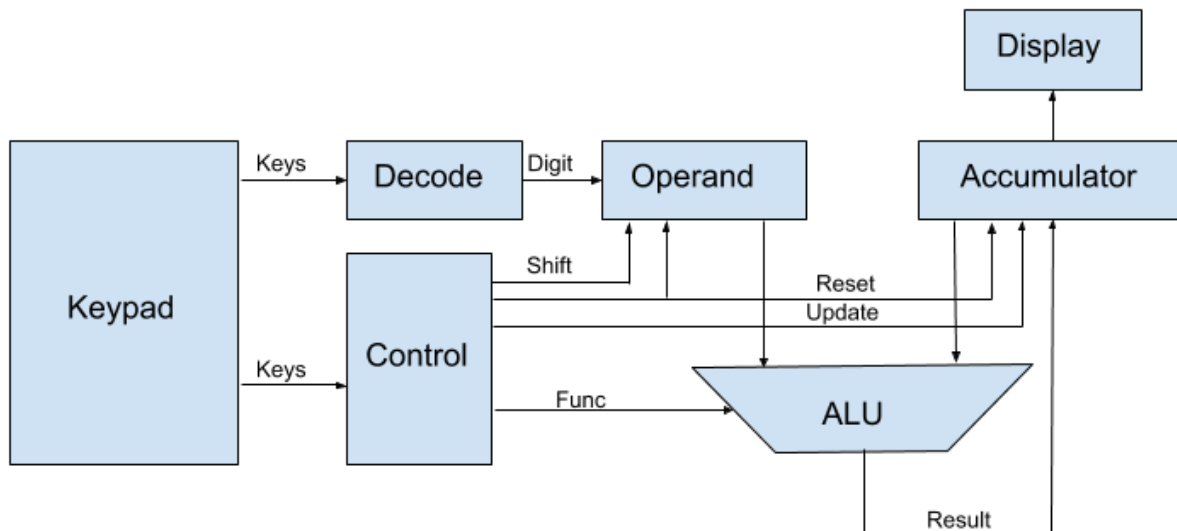 Display
Keys
Decode
Digit
Operand
Accumulator
Keypad
Shift
Reset
Update
Control
Keys
Func
ALU
Result